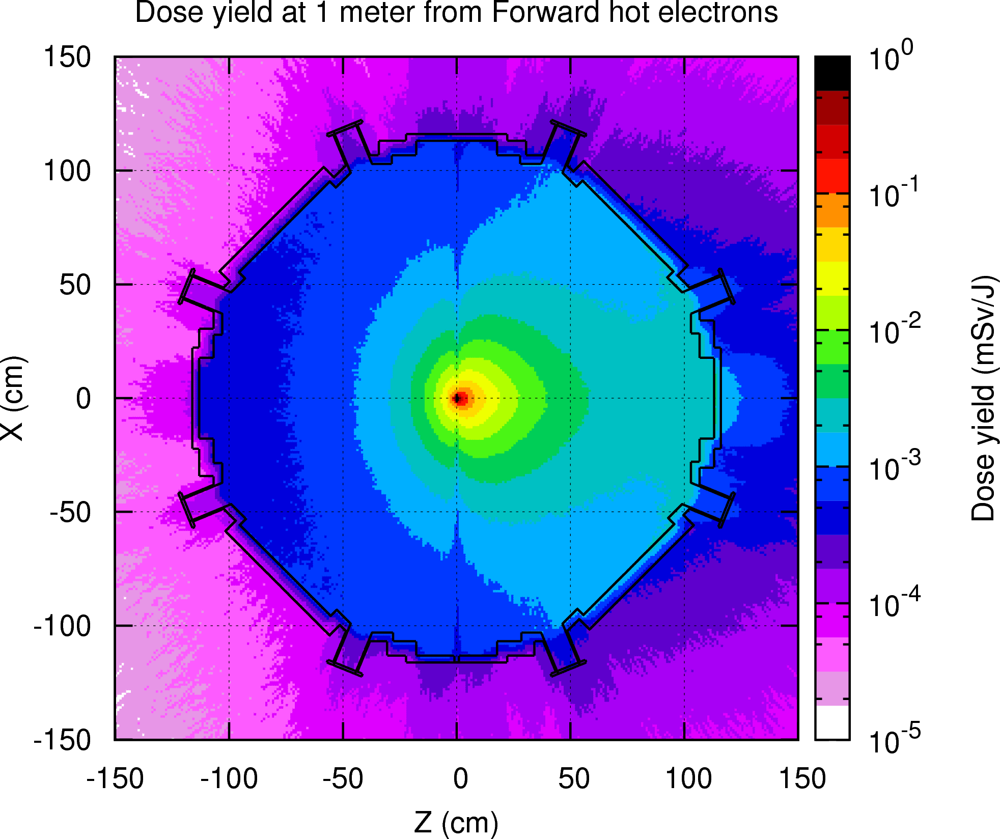 Dose yield at 1 meter from Forward hot electrons
150
100
50
0
-50
-100
-150
X (cm)
-150 -100 -50 0 50 100 150
Z (cm)
10^0
10^-1
10^-2
10^-3
10^-4
10^-5
Dose yield (mSv/J)